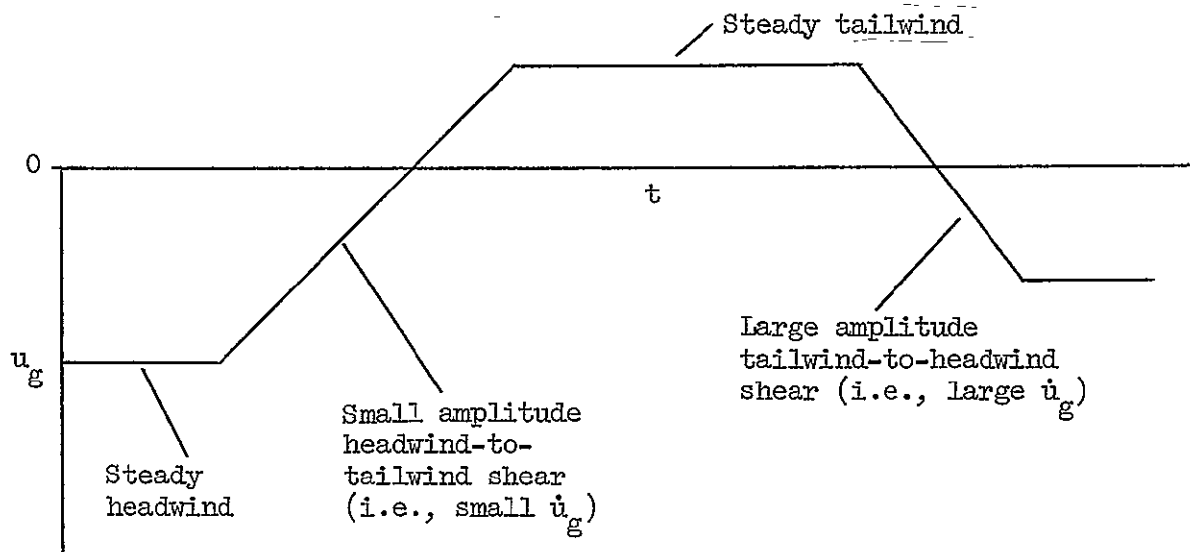 Steady tailwind
0
t
u_g
Large amplitude
tailwind-to-headwind
shear (i.e., large u̇_g)
Small amplitude
headwind-to-
tailwind shear
(i.e., small u̇_g)
Steady
headwind